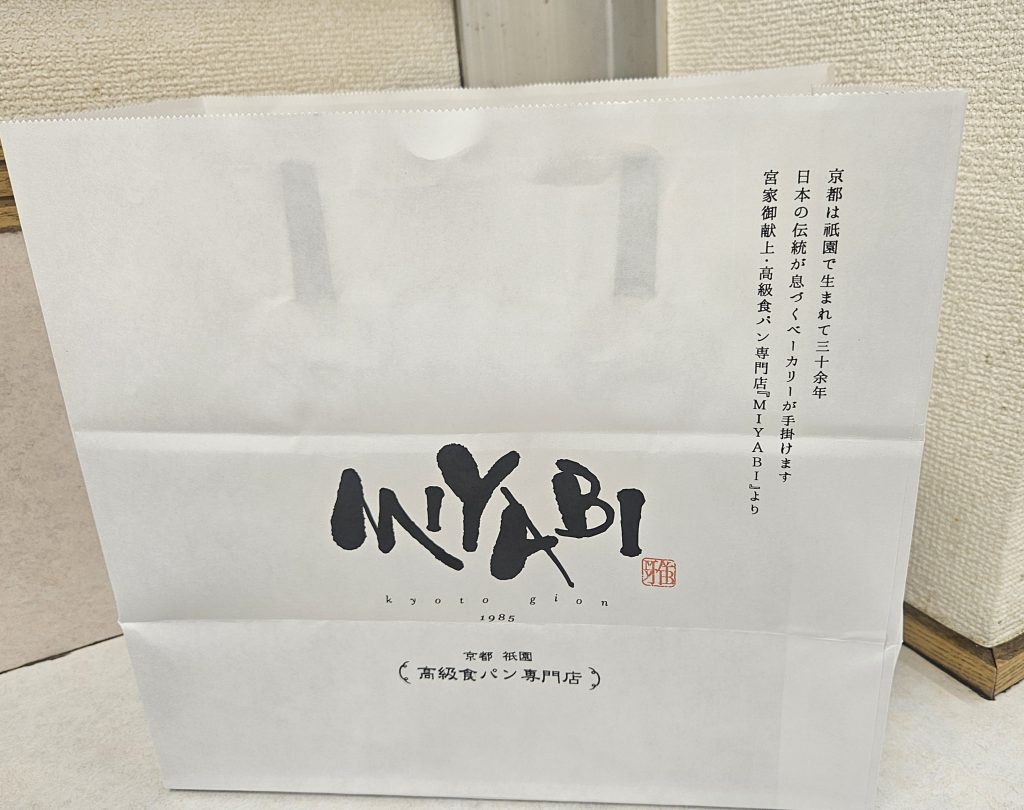 京都は祇園で生まれて三十余年
日本の伝統が息づくベーカリーが手掛けます
宮家御献上・高級食パン専門店『MIYABI』より
MIYABI
雅
kyoto gion
1985
京都 祇園
高級食パン専門店